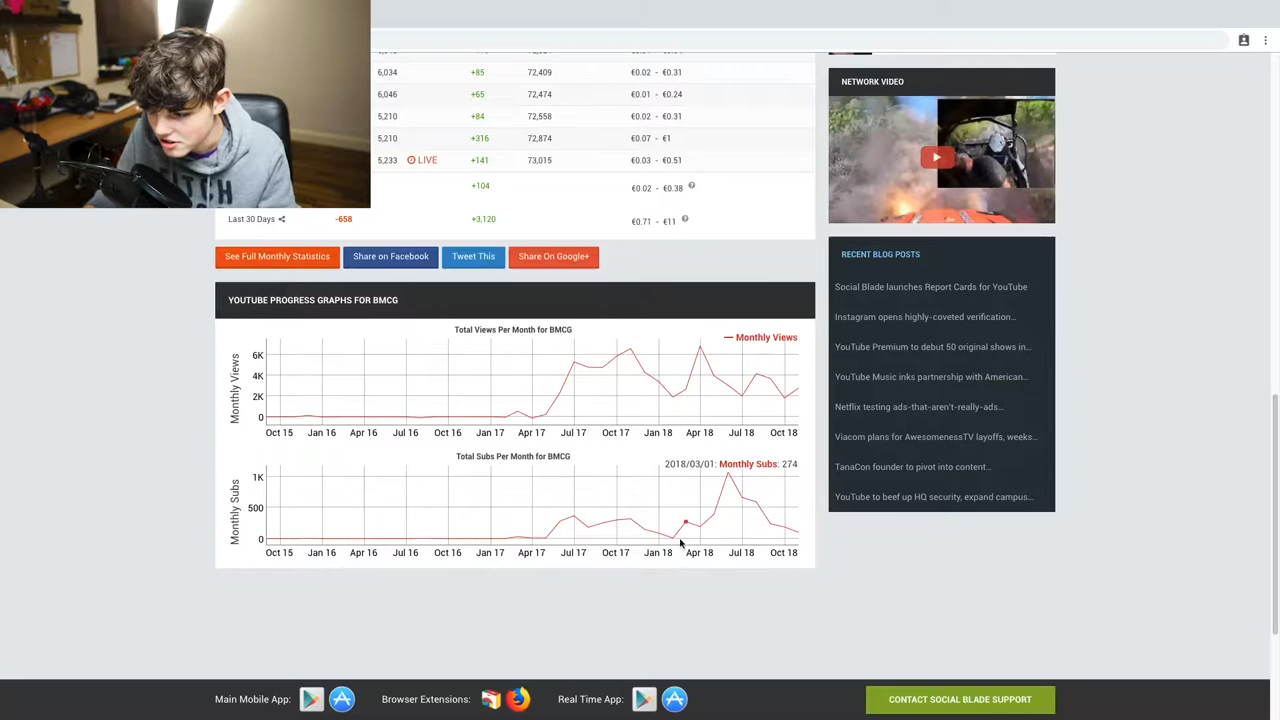 6,034 +85 72,409 €0.02 - €0.31
6,046 +65 72,474 €0.01 - €0.24
5,210 +84 72,558 €0.02 - €0.31
5,210 +316 72,874 €0.07 - €1
5,233 LIVE +141 73,015 €0.03 - €0.51
+104 €0.02 - €0.38
Last 30 Days -658 +3,120 €0.71 - €11
See Full Monthly Statistics Share on Facebook Tweet This Share On Google+
YOUTUBE PROGRESS GRAPHS FOR BMCG
Total Views Per Month for BMCG
Monthly Views
Monthly Views
6K
4K
2K
0
Oct 15 Jan 16 Apr 16 Jul 16 Oct 16 Jan 17 Apr 17 Jul 17 Oct 17 Jan 18 Apr 18 Jul 18 Oct 18
Total Subs Per Month for BMCG
2018/03/01: Monthly Subs: 274
Monthly Subs
1K
500
0
Oct 15 Jan 16 Apr 16 Jul 16 Oct 16 Jan 17 Apr 17 Jul 17 Oct 17 Jan 18 Apr 18 Jul 18 Oct 18
NETWORK VIDEO
RECENT BLOG POSTS
Social Blade launches Report Cards for YouTube
Instagram opens highly-coveted verification...
YouTube Premium to debut 50 original shows in...
YouTube Music inks partnership with American...
Netflix testing ads-that-aren't-really-ads...
Viacom plans for AwesomenessTV layoffs, weeks...
TanaCon founder to pivot into content...
YouTube to beef up HQ security, expand campus...
Main Mobile App: Browser Extensions: Real Time App: CONTACT SOCIAL BLADE SUPPORT